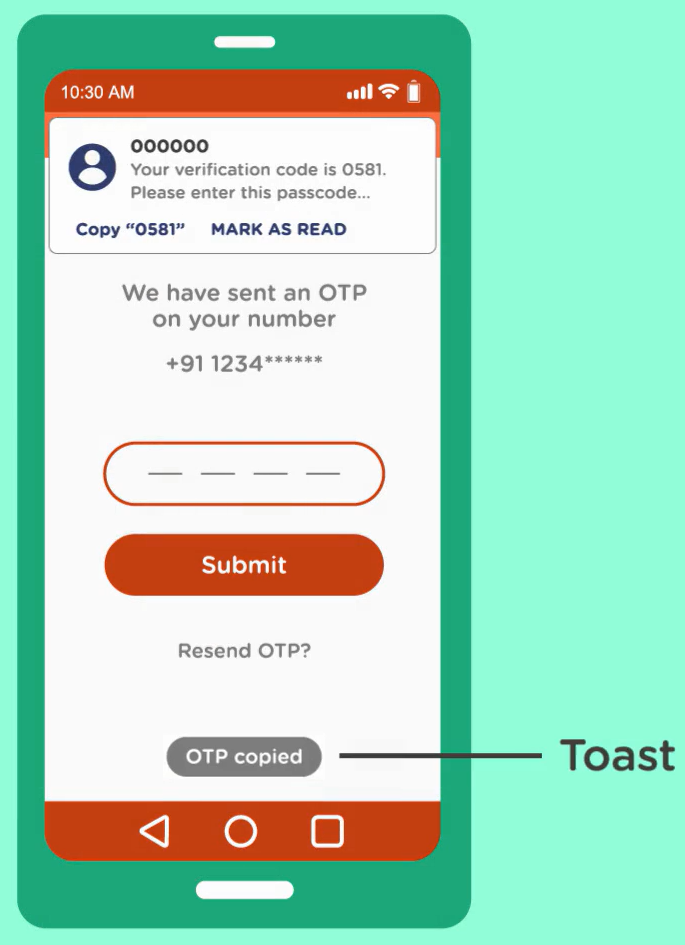 10:30 AM
000000
Your verification code is 0581.
Please enter this passcode...
Copy “0581” MARK AS READ
We have sent an OTP
on your number
+91 1234******
Submit
Resend OTP?
OTP copied
Toast